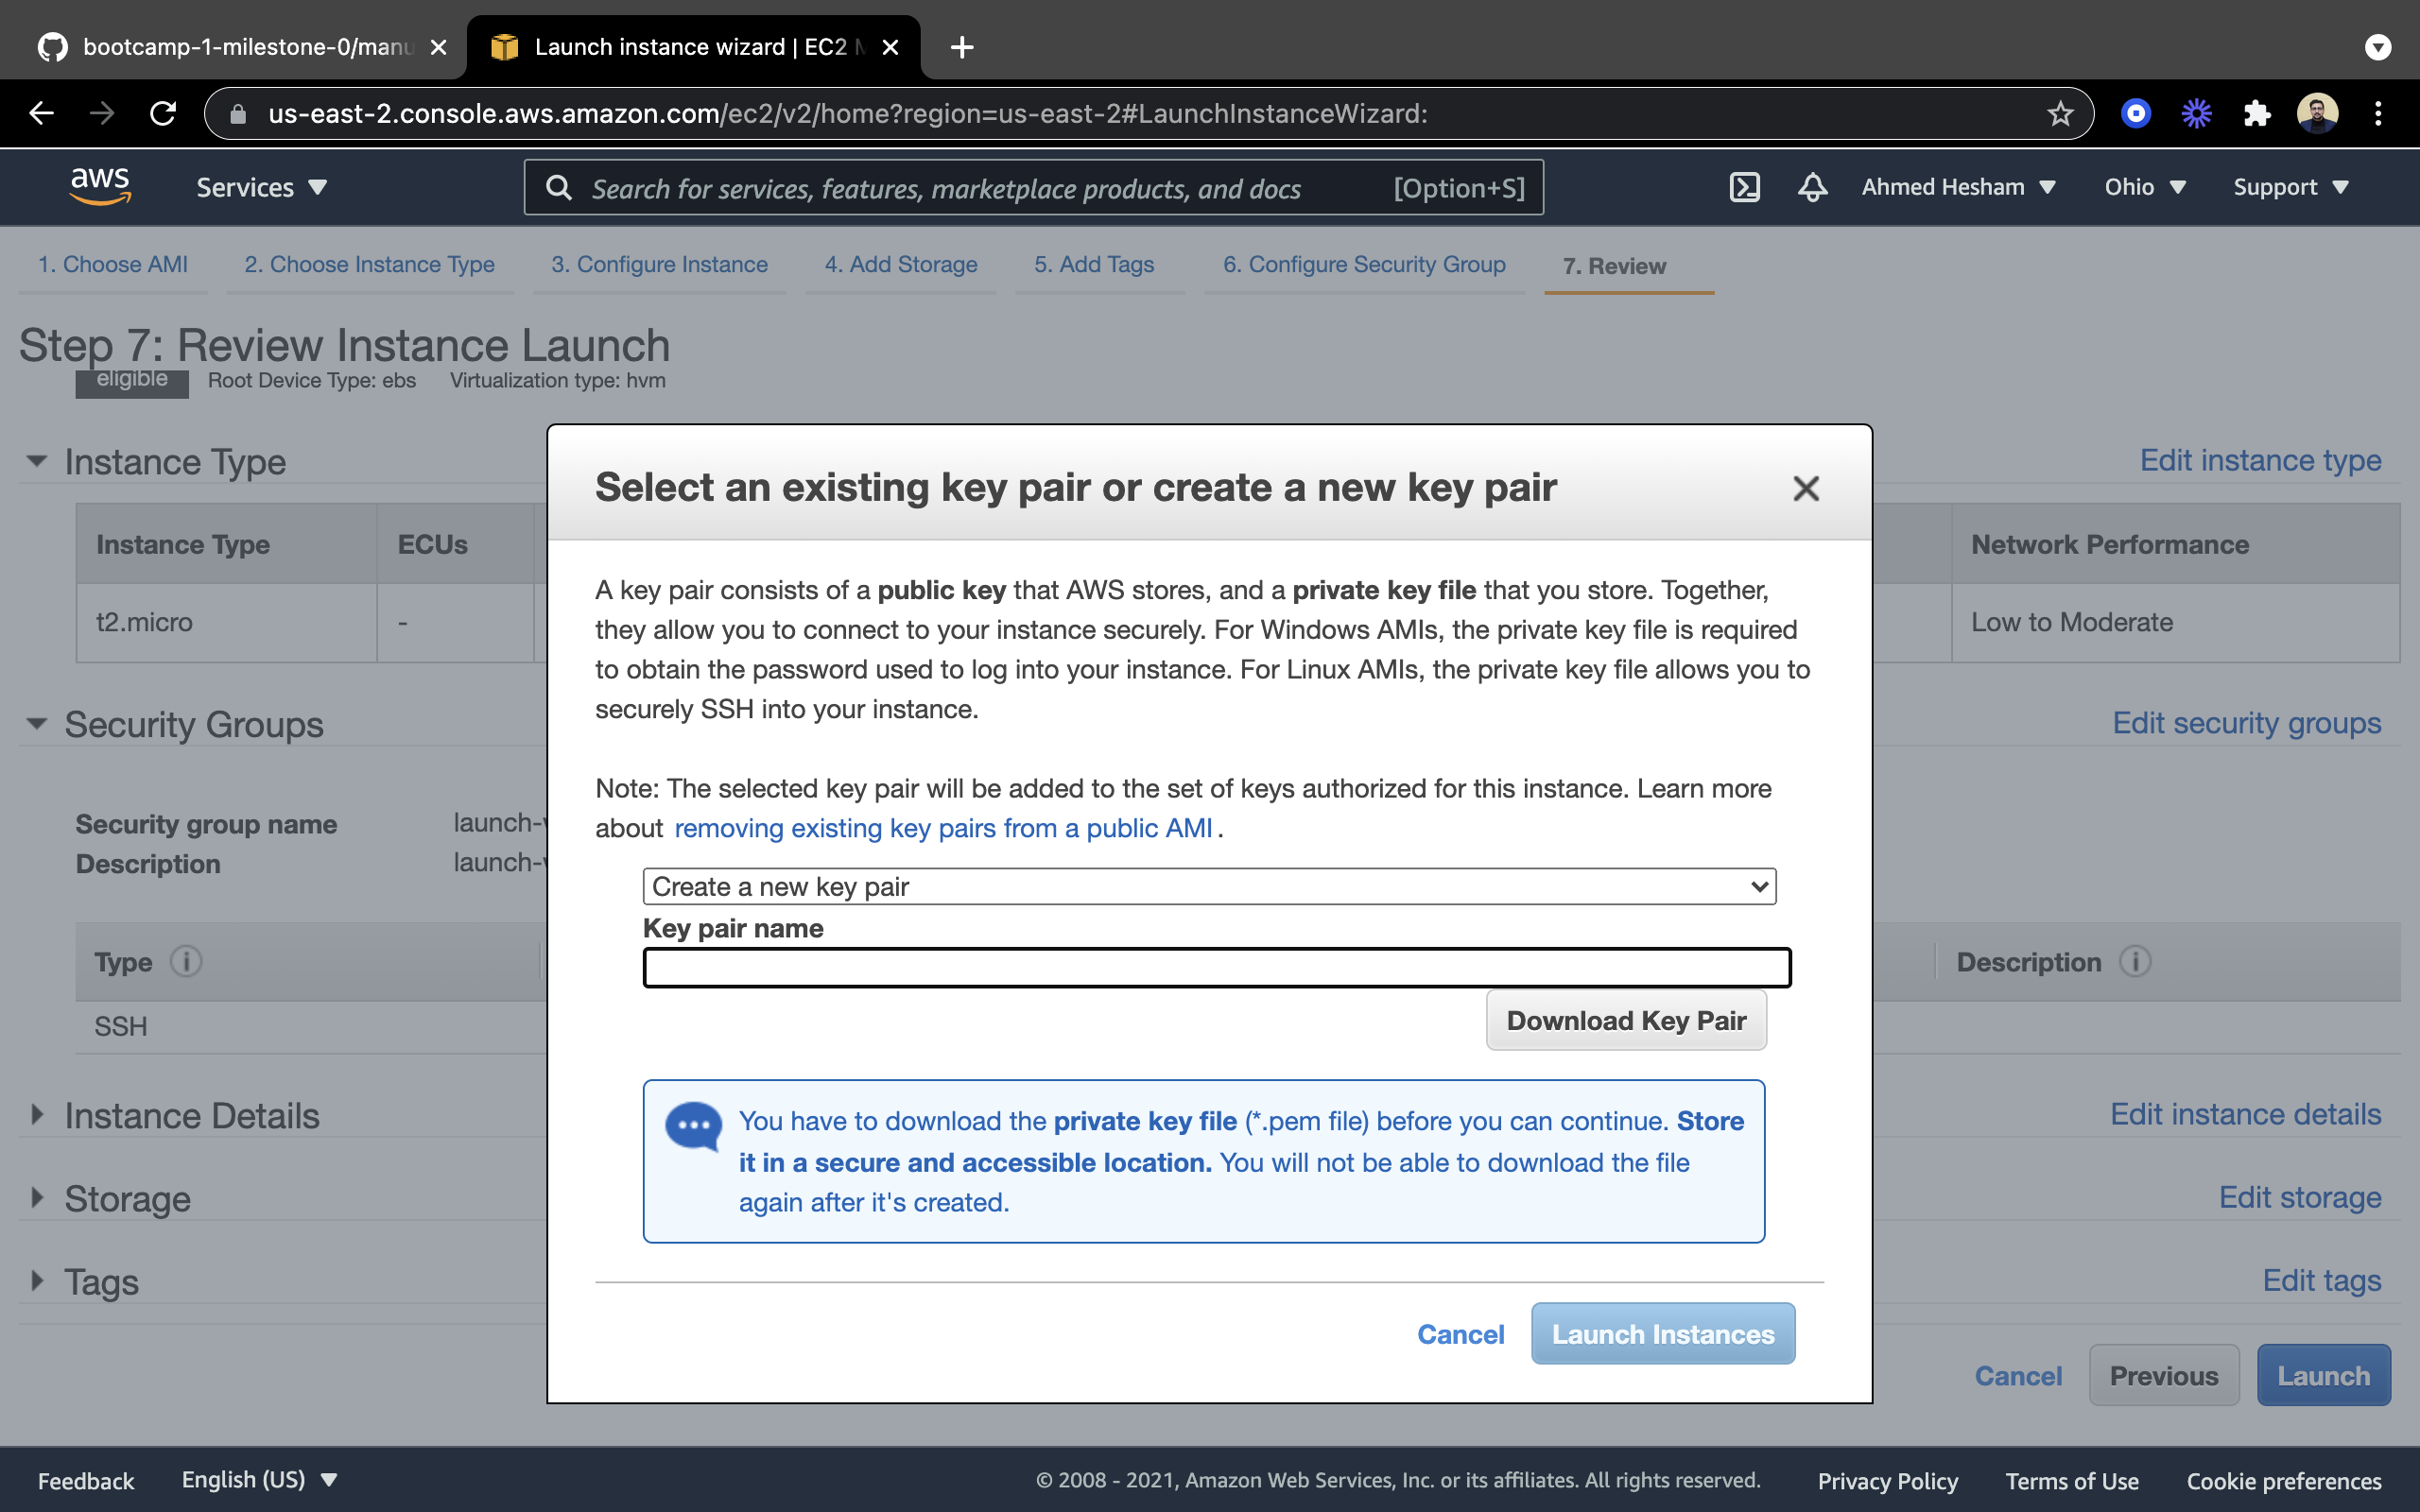 bootcamp-1-milestone-0/manu
Launch instance wizard | EC2 M
us-east-2.console.aws.amazon.com/ec2/v2/home?region=us-east-2#LaunchInstanceWizard:
aws
Services
Search for services, features, marketplace products, and docs
[Option+S]
Ahmed Hesham
Ohio
Support
1. Choose AMI
2. Choose Instance Type
3. Configure Instance
4. Add Storage
5. Add Tags
6. Configure Security Group
7. Review
Step 7: Review Instance Launch
eligible
Root Device Type: ebs
Virtualization type: hvm
Instance Type
Edit instance type
Instance Type
ECUs
Network Performance
t2.micro
-
Low to Moderate
Security Groups
Edit security groups
Security group name
launch-w
Description
launch-w
Type
Description
SSH
Instance Details
Edit instance details
Storage
Edit storage
Tags
Edit tags
Select an existing key pair or create a new key pair
A key pair consists of a public key that AWS stores, and a private key file that you store. Together,
they allow you to connect to your instance securely. For Windows AMIs, the private key file is required
to obtain the password used to log into your instance. For Linux AMIs, the private key file allows you to
securely SSH into your instance.
Note: The selected key pair will be added to the set of keys authorized for this instance. Learn more
about removing existing key pairs from a public AMI .
Create a new key pair
Key pair name
Download Key Pair
You have to download the private key file (*.pem file) before you can continue. Store
it in a secure and accessible location. You will not be able to download the file
again after it's created.
Cancel
Launch Instances
Cancel
Previous
Launch
Feedback
English (US)
© 2008 - 2021, Amazon Web Services, Inc. or its affiliates. All rights reserved.
Privacy Policy
Terms of Use
Cookie preferences